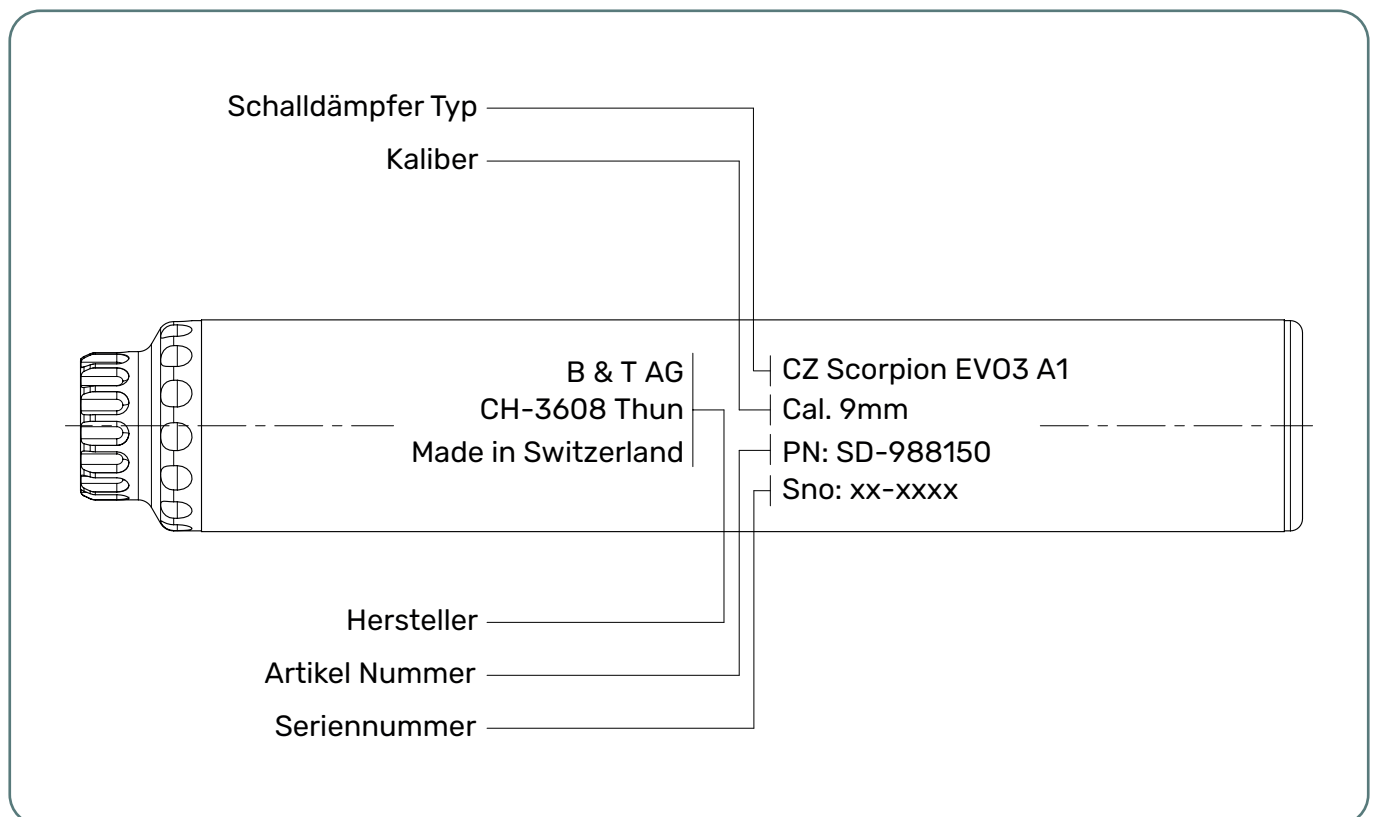 Schalldämpfer Typ
Kaliber
B & T AG
CH-3608 Thun
Made in Switzerland
CZ Scorpion EVO3 A1
Cal. 9mm
PN: SD-988150
Sno: xx-xxxx
Hersteller
Artikel Nummer
Seriennummer